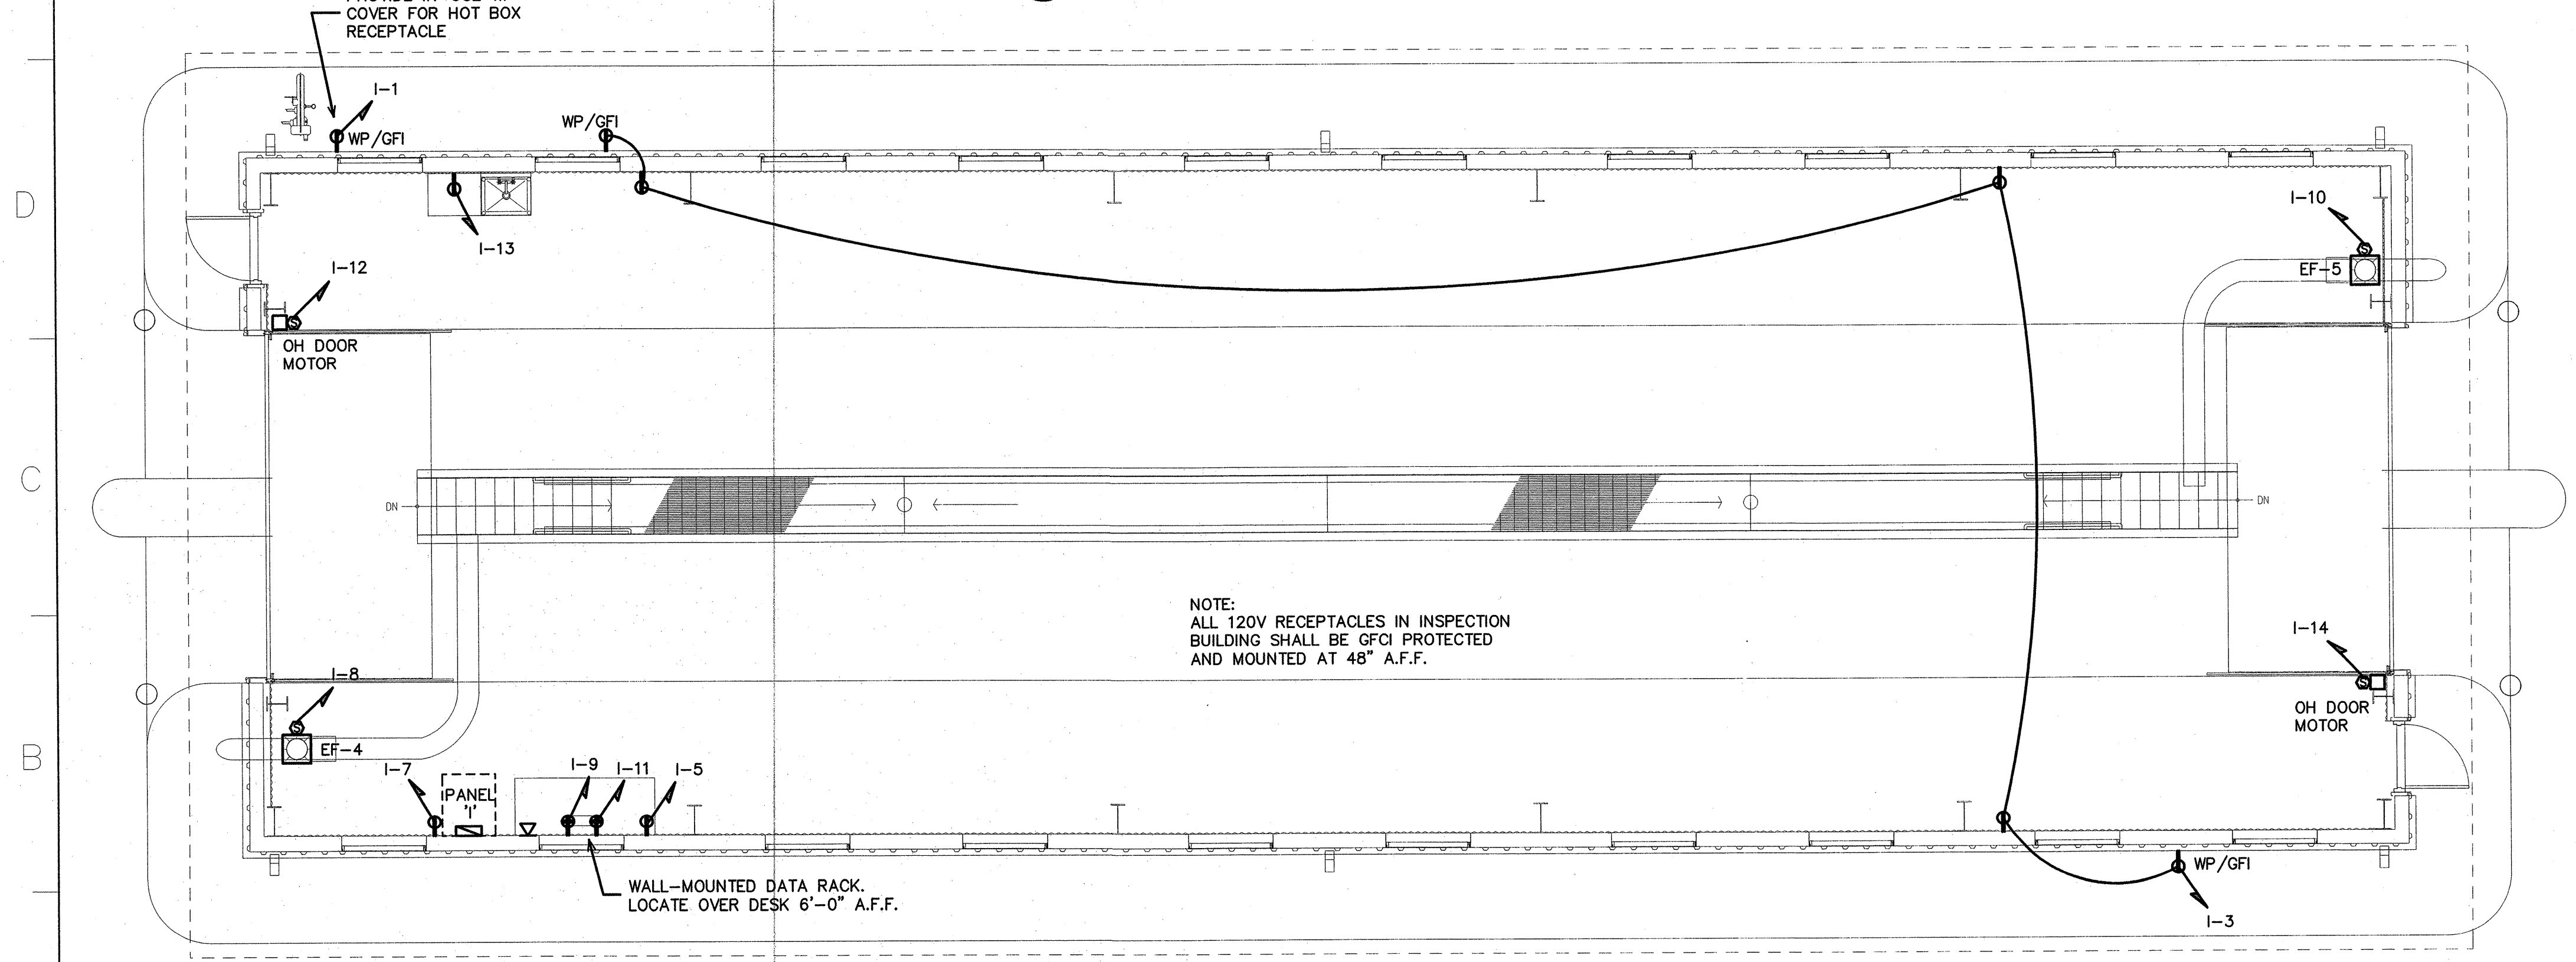 COVER FOR HOT BOX
RECEPTACLE
I-1
WP/GFI
WP/GFI
D
I-13
I-10
I-12
EF-5
OH DOOR
MOTOR
C
DN
DN
NOTE:
ALL 120V RECEPTACLES IN INSPECTION
BUILDING SHALL BE GFCI PROTECTED
AND MOUNTED AT 48" A.F.F.
I-14
I-8
OH DOOR
MOTOR
EF-4
B
I-7
PANEL
'I'
I-9
I-11
I-5
WP/GFI
WALL-MOUNTED DATA RACK.
LOCATE OVER DESK 6'-0" A.F.F.
I-3